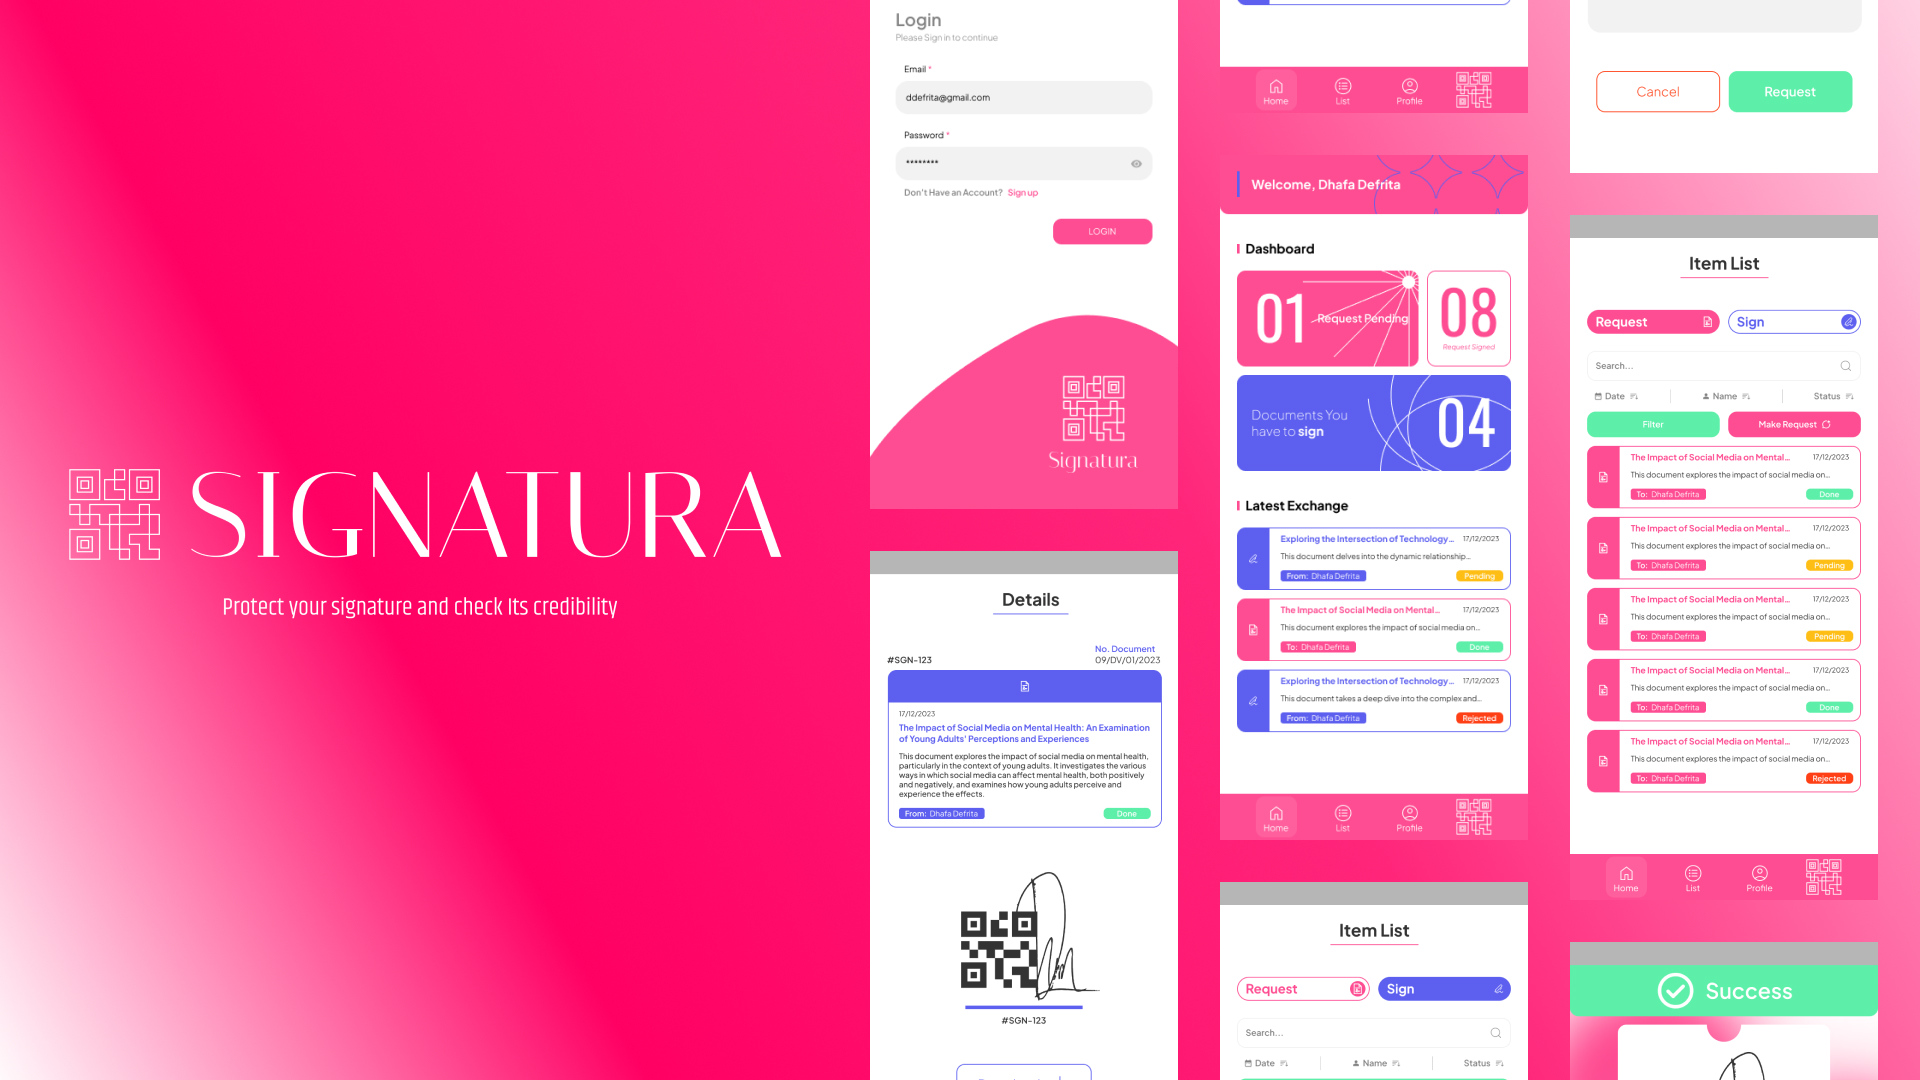 SIGNATURA
Protect your signature and check Its credibility
Login
Please Sign in to continue
Email *
ddefrita@gmail.com
Password *
********
Don't Have an Account? Sign up
LOGIN
Signatura
Details
#SGN-123
No. Document
09/DV/01/2023
17/12/2023
The Impact of Social Media on Mental Health: An Examination
of Young Adults' Perceptions and Experiences
This document explores the impact of social media on mental health,
particularly in the context of young adults. It investigates the various
ways in which social media can affect mental health, both positively
and negatively, and examines how young adults perceive and
experience the effects.
From: Dhafa Defrita
Done
#SGN-123
Home List Profile
Welcome, Dhafa Defrita
Dashboard
01 Request Pending
08
Request Signed
Documents You
have to sign
04
Latest Exchange
Exploring the Intersection of Technology... 17/12/2023
This document delves into the dynamic relationship...
From: Dhafa Defrita Pending
The Impact of Social Media on Mental... 17/12/2023
This document explores the impact of social media on...
To: Dhafa Defrita Done
Exploring the Intersection of Technology... 17/12/2023
This document takes a deep dive into the complex and...
From: Dhafa Defrita Rejected
Home List Profile
Item List
Request Sign
Search...
Date Name Status
Cancel Request
Item List
Request Sign
Search...
Date Name Status
Filter Make Request
The Impact of Social Media on Mental... 17/12/2023
This document explores the impact of social media on...
To: Dhafa Defrita Done
The Impact of Social Media on Mental... 17/12/2023
This document explores the impact of social media on...
To: Dhafa Defrita Pending
The Impact of Social Media on Mental... 17/12/2023
This document explores the impact of social media on...
To: Dhafa Defrita Pending
The Impact of Social Media on Mental... 17/12/2023
This document explores the impact of social media on...
To: Dhafa Defrita Done
The Impact of Social Media on Mental... 17/12/2023
This document explores the impact of social media on...
To: Dhafa Defrita Rejected
Home List Profile
Success